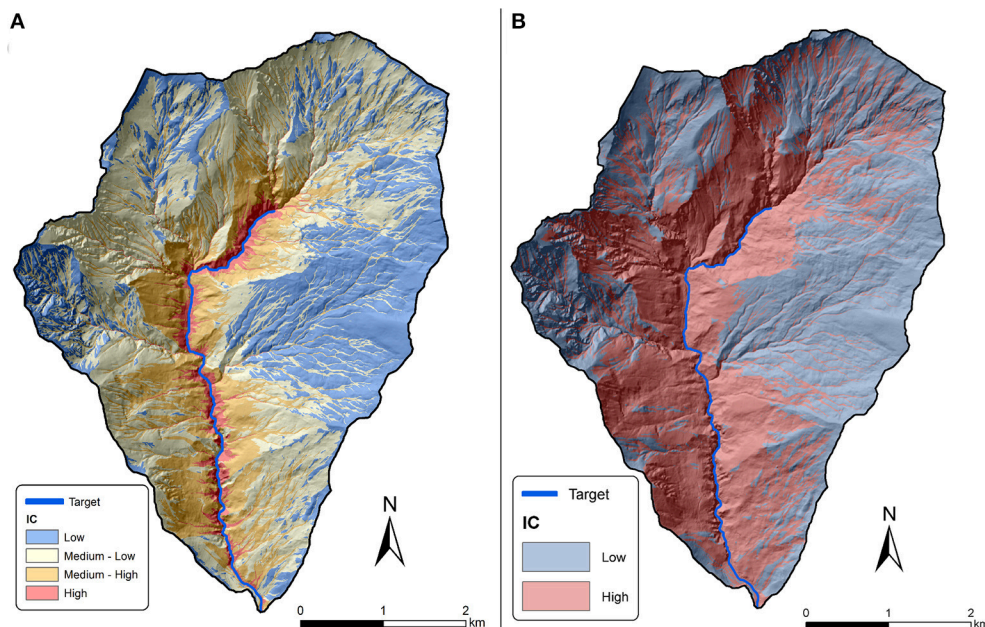 A
Target
IC
Low
Medium - Low
Medium - High
High
N
0 1 2
km
B
Target
IC
Low
High
N
0 1 2
km